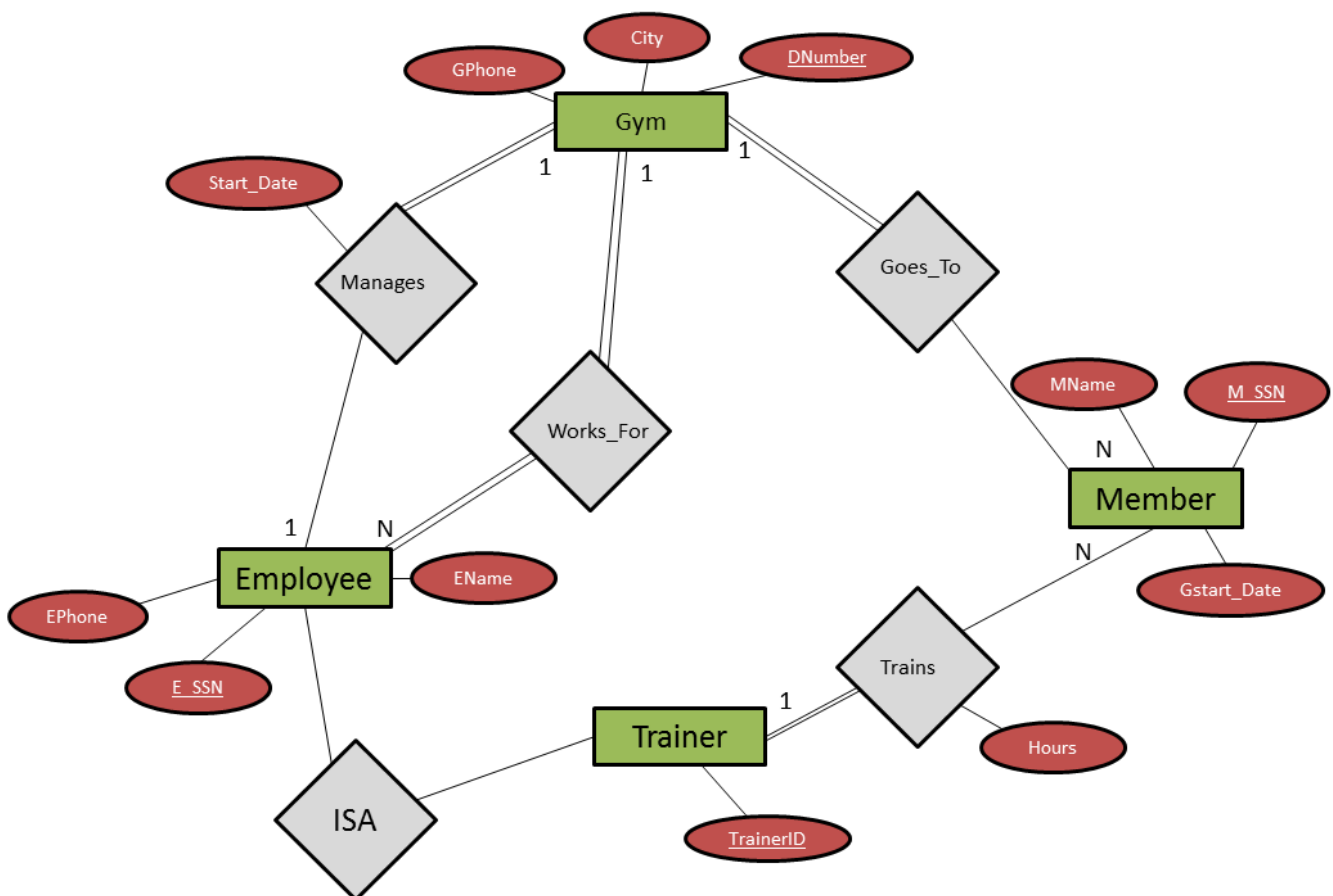 City
DNumber
GPhone
Gym
1
1
1
Start_Date
Goes_To
Manages
MName
M_SSN
Works_For
N
Member
1
N
N
Employee
EName
Gstart_Date
EPhone
Trains
E_SSN
1
Trainer
Hours
ISA
TrainerID